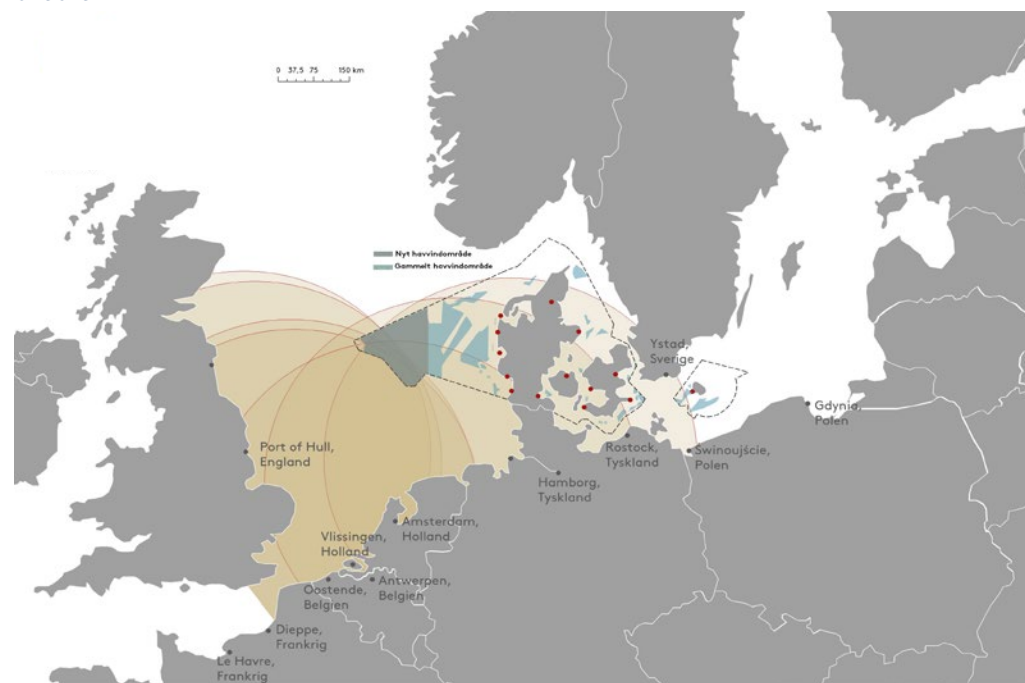 0 37,5 75 150 km
Nyt havvindområde
Gammelt havvindområde
Ystad,
Sverige
Gdynia,
Polen
Port of Hull,
England
Rostock,
Tyskland
Swinoujście,
Polen
Hamborg,
Tyskland
Amsterdam,
Holland
Vlissingen,
Holland
Oostende,
Belgien
Antwerpen,
Belgien
Dieppe,
Frankrig
Le Havre,
Frankrig